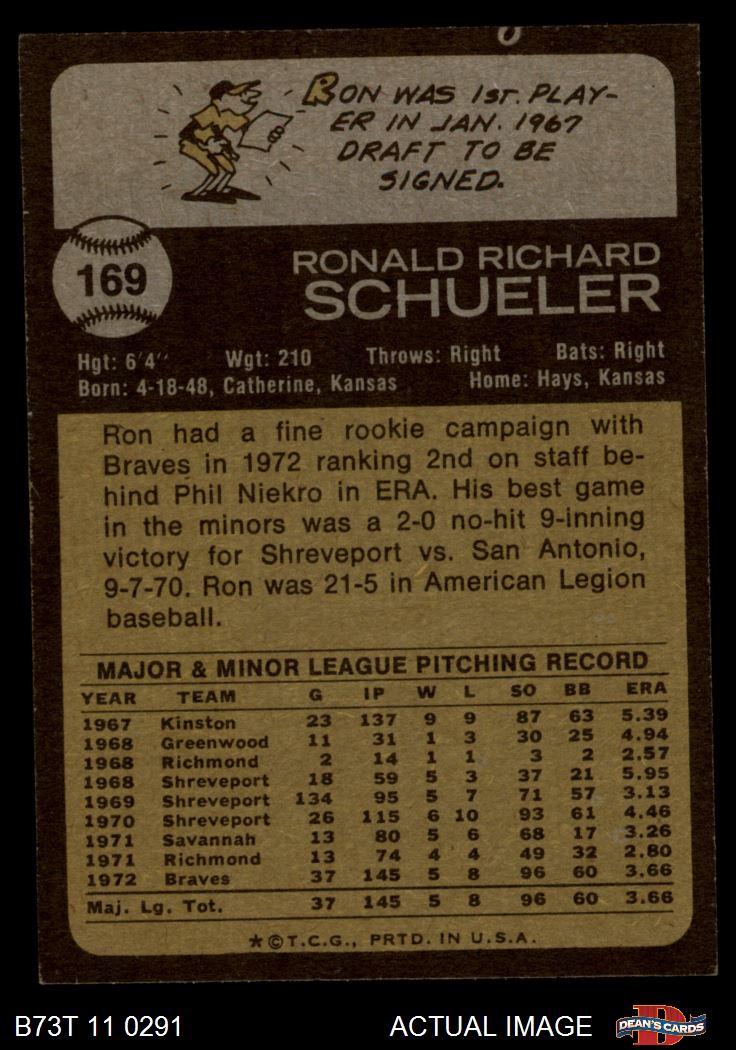 RON WAS 1ST. PLAY-
ER IN JAN. 1967
DRAFT TO BE
SIGNED.
169
RONALD RICHARD
SCHUELER
Hgt: 6'4" Wgt: 210 Throws: Right Bats: Right
Born: 4-18-48, Catherine, Kansas Home: Hays, Kansas
Ron had a fine rookie campaign with
Braves in 1972 ranking 2nd on staff be-
hind Phil Niekro in ERA. His best game
in the minors was a 2-0 no-hit 9-inning
victory for Shreveport vs. San Antonio,
9-7-70. Ron was 21-5 in American Legion
baseball.
MAJOR & MINOR LEAGUE PITCHING RECORD
YEAR TEAM G IP W L SO BB ERA
1967 Kinston 23 137 9 9 87 63 5.39
1968 Greenwood 11 31 1 3 30 25 4.94
1968 Richmond 2 14 1 1 3 2 2.57
1968 Shreveport 18 59 5 3 37 21 5.95
1969 Shreveport 134 95 5 7 71 57 3.13
1970 Shreveport 26 115 6 10 93 61 4.46
1971 Savannah 13 80 5 6 68 17 3.26
1971 Richmond 13 74 4 4 49 32 2.80
1972 Braves 37 145 5 8 96 60 3.66
Maj. Lg. Tot. 37 145 5 8 96 60 3.66
★©T.C.G., PRTD. IN U.S.A.
B73T 11 0291 ACTUAL IMAGE DEAN'S CARDS